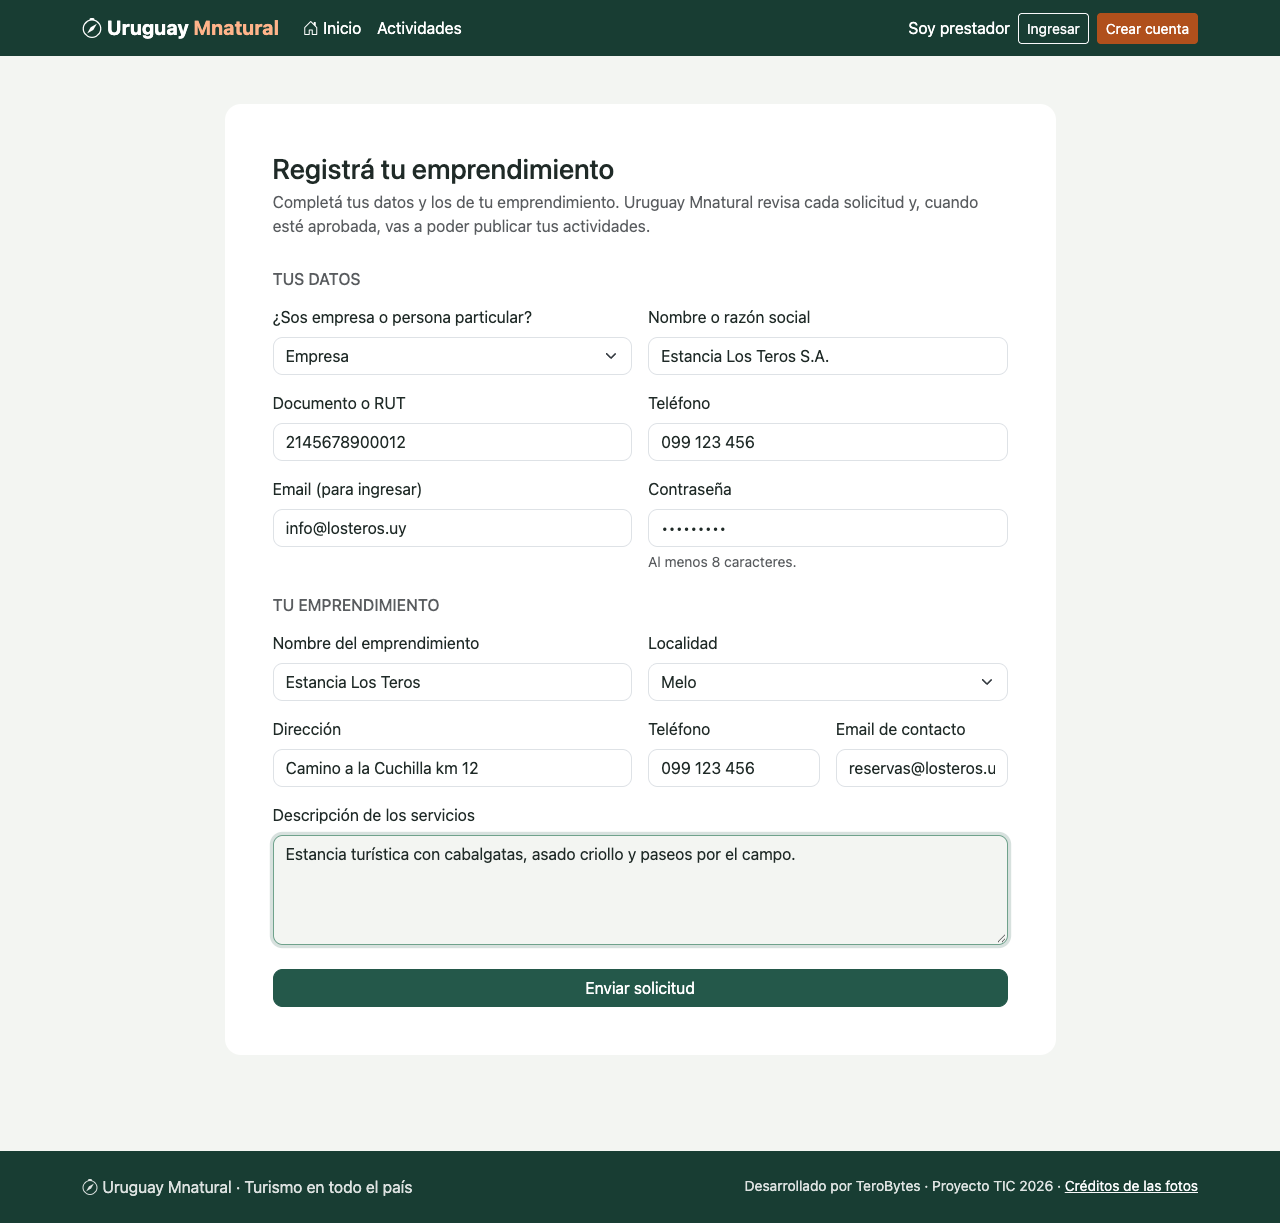 Uruguay Mnatural
Inicio
Actividades
Soy prestador
Ingresar
Crear cuenta
Registrá tu emprendimiento
Completá tus datos y los de tu emprendimiento. Uruguay Mnatural revisa cada solicitud y, cuando
esté aprobada, vas a poder publicar tus actividades.
TUS DATOS
¿Sos empresa o persona particular?
Empresa
Nombre o razón social
Estancia Los Teros S.A.
Documento o RUT
2145678900012
Teléfono
099 123 456
Email (para ingresar)
info@losteros.uy
Contraseña
•••••••••
Al menos 8 caracteres.
TU EMPRENDIMIENTO
Nombre del emprendimiento
Estancia Los Teros
Localidad
Melo
Dirección
Camino a la Cuchilla km 12
Teléfono
099 123 456
Email de contacto
reservas@losteros.u
Descripción de los servicios
Estancia turística con cabalgatas, asado criollo y paseos por el campo.
Enviar solicitud
Uruguay Mnatural · Turismo en todo el país
Desarrollado por TeroBytes · Proyecto TIC 2026 · Créditos de las fotos